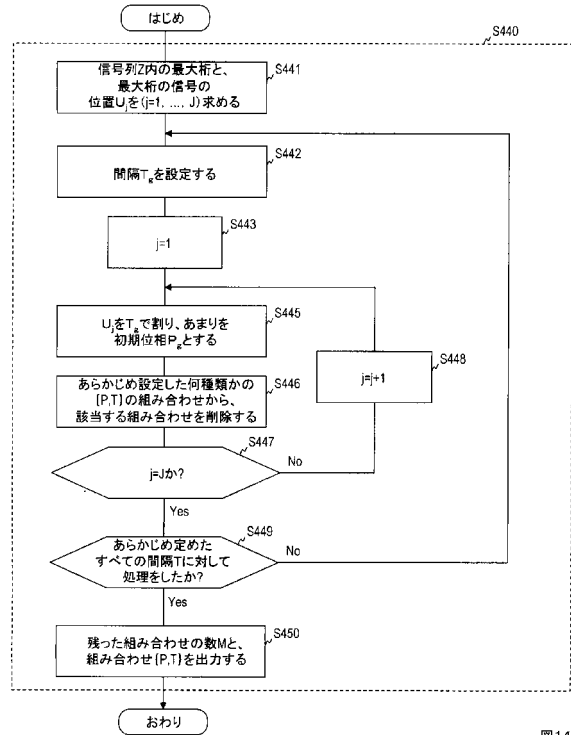 はじめ
S440
信号列Z内の最大桁と、
最大桁の信号の
位置Ujを(j=1, ..., J)求める
S441
S442
間隔Tgを設定する
S443
j=1
UjをTgで割り、あまりを
初期位相Pgとする
S445
あらかじめ設定した何種類かの
{P,T}の組み合わせから、
該当する組み合わせを削除する
S446
j=j+1
S448
S447
j=Jか?
No
Yes
S449
あらかじめ定めた
すべての間隔Tに対して
処理をしたか?
No
Yes
残った組み合わせの数Mと、
組み合わせ{P,T}を出力する
S450
おわり
図14